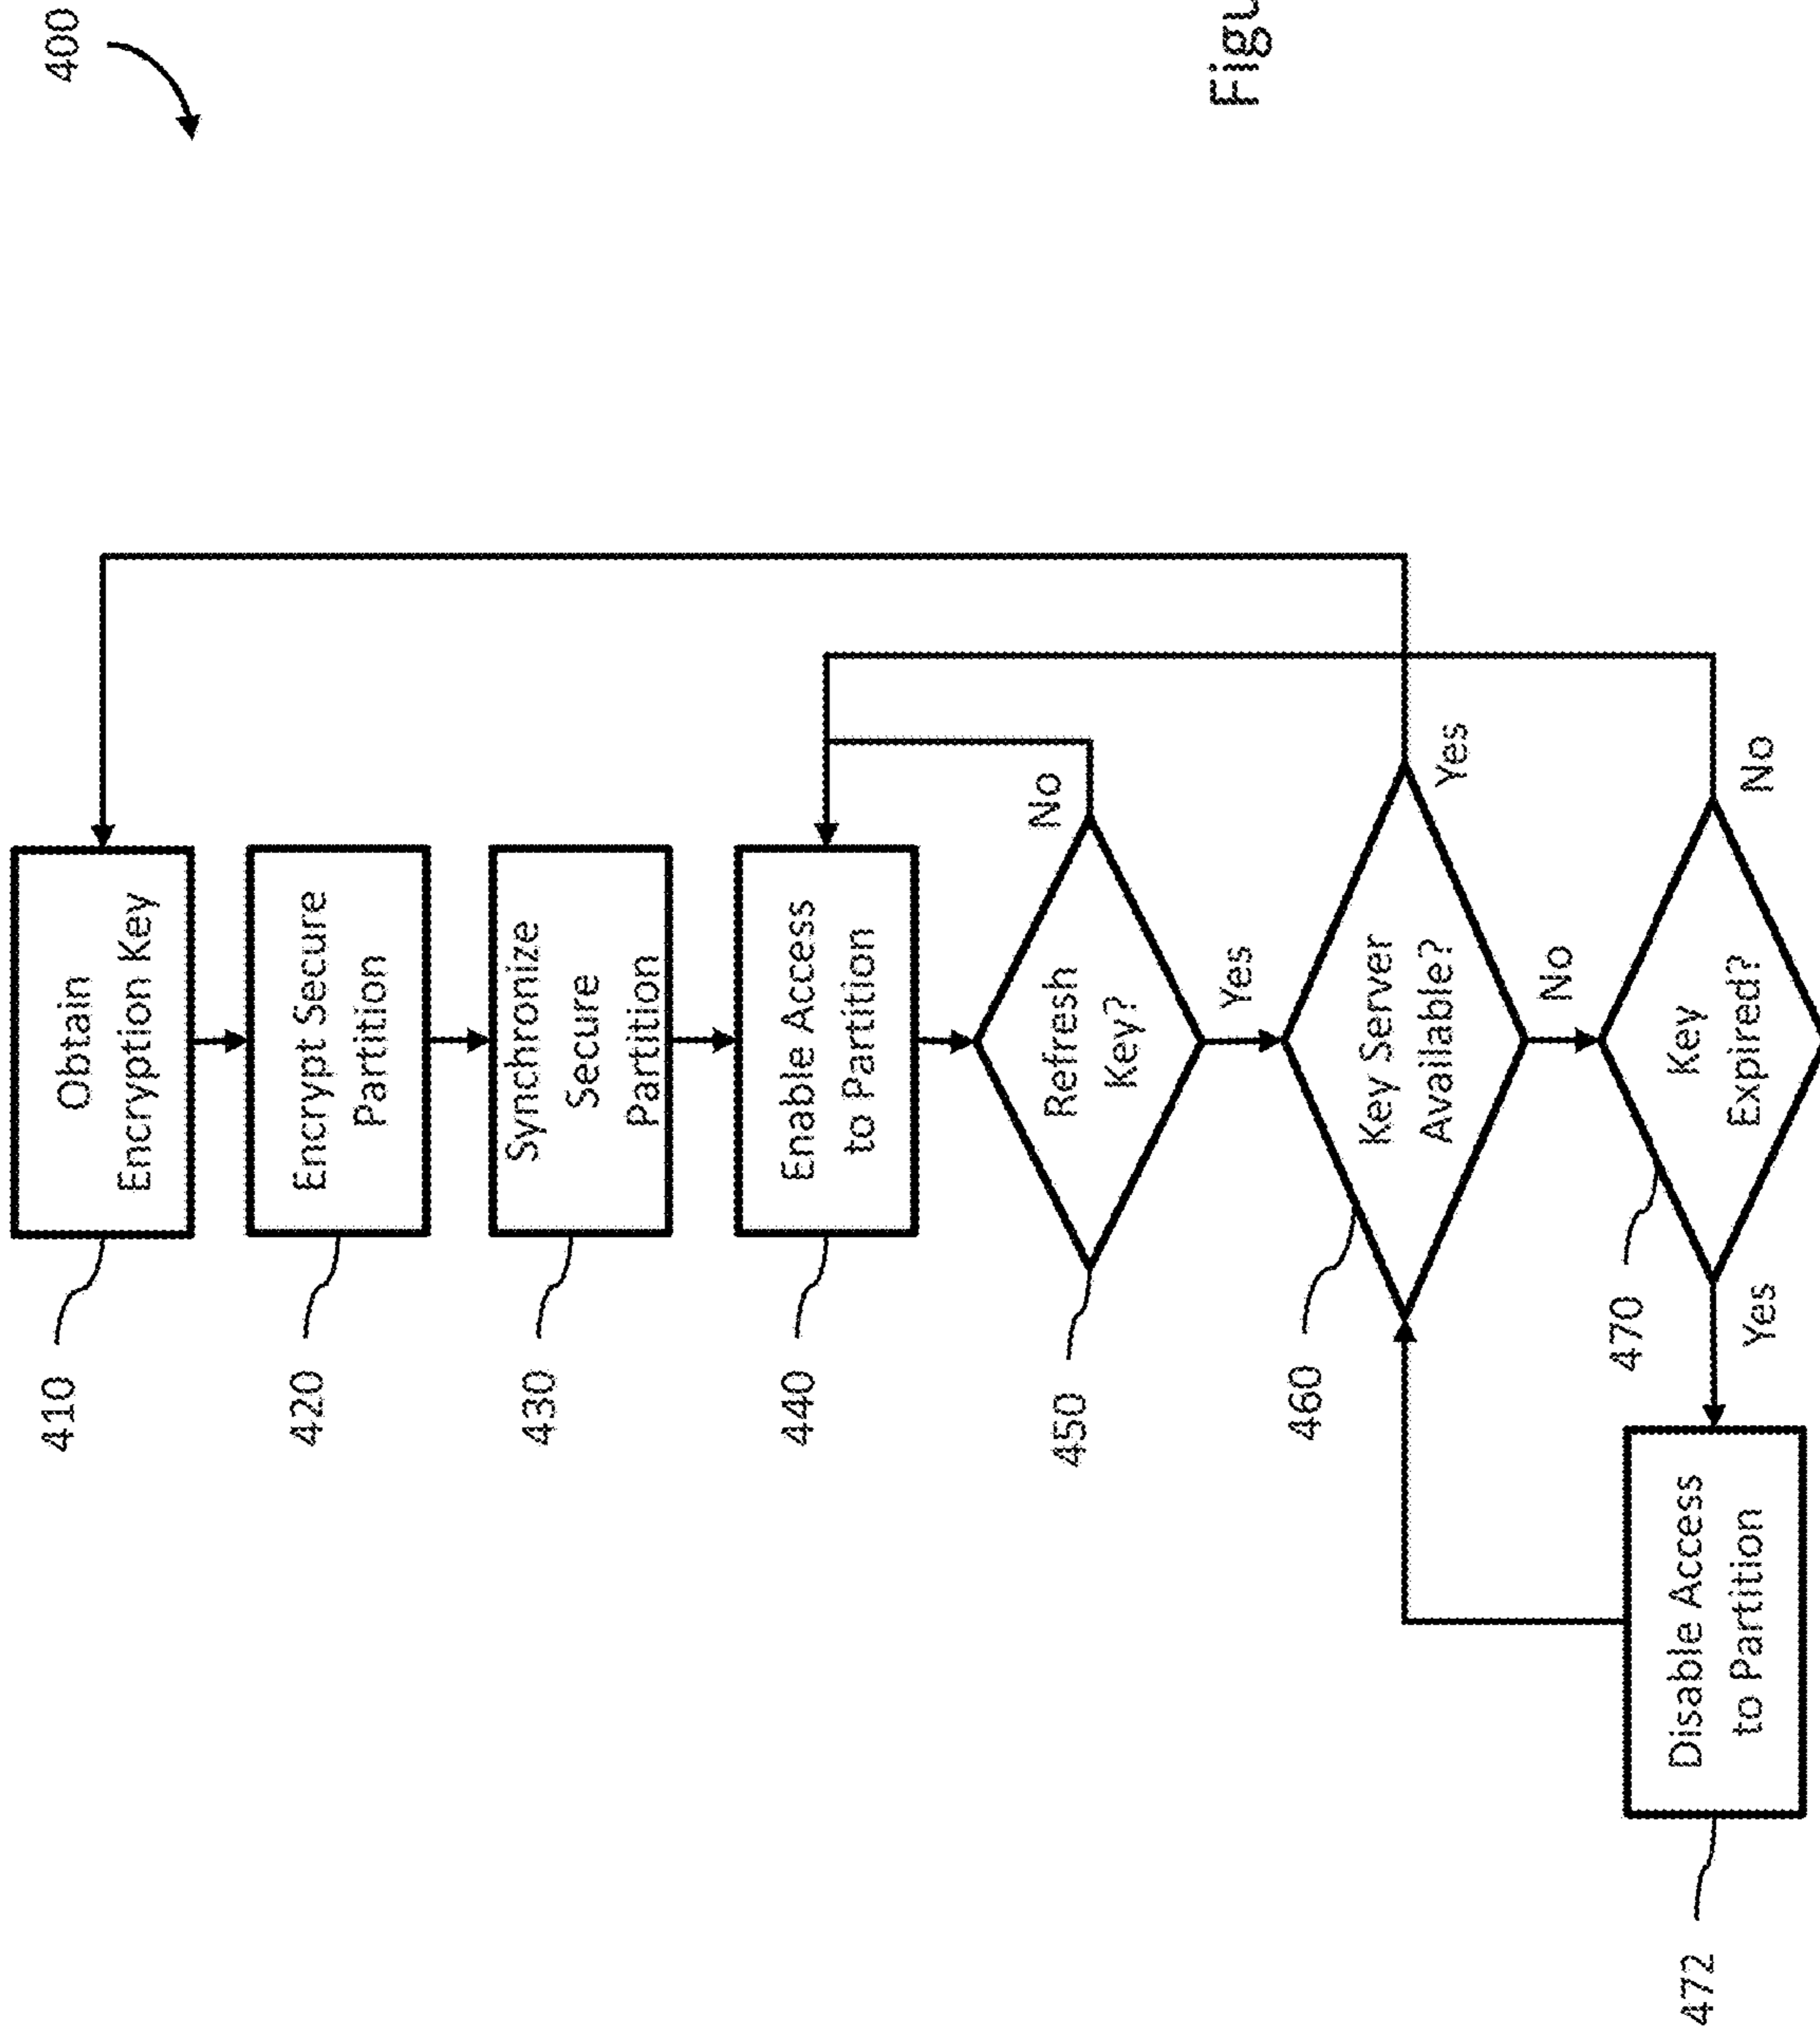 400
410
Obtain
Encryption Key
420
Encrypt Secure
Partition
430
Synchronize
Secure
Partition
440
Enable Access
to Partition
450
Refresh
Key?
No
Yes
460
Key Server
Available?
Yes
No
470
Key
Expired?
No
Yes
472
Disable Access
to Partition